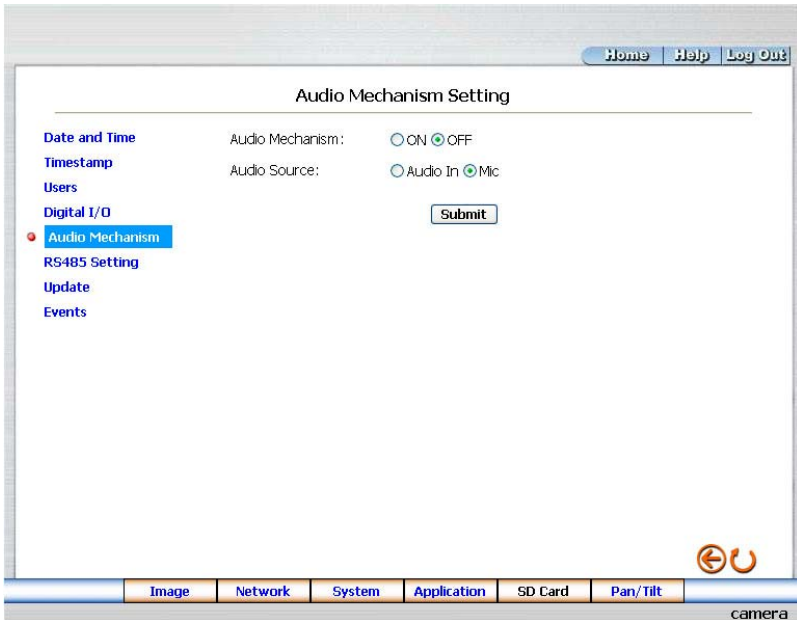 Home Help Log Out
Audio Mechanism Setting
Date and Time
Timestamp
Users
Digital I/O
Audio Mechanism
RS485 Setting
Update
Events
Audio Mechanism: ON OFF
Audio Source: Audio In Mic
Submit
Image Network System Application SD Card Pan/Tilt
camera